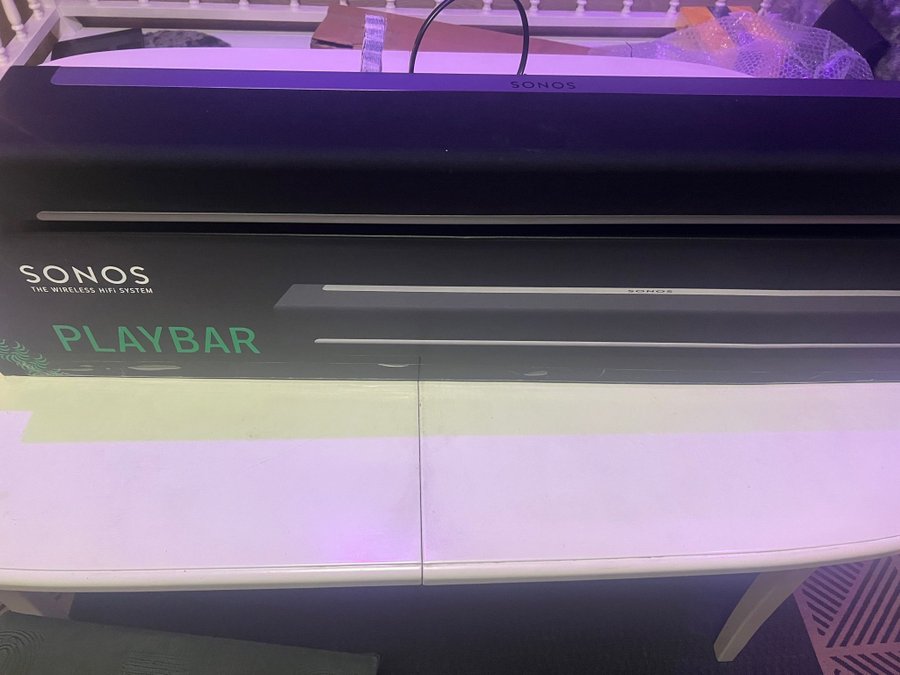 SONOS
SONOS
THE WIRELESS HiFi SYSTEM
SONOS
PLAYBAR